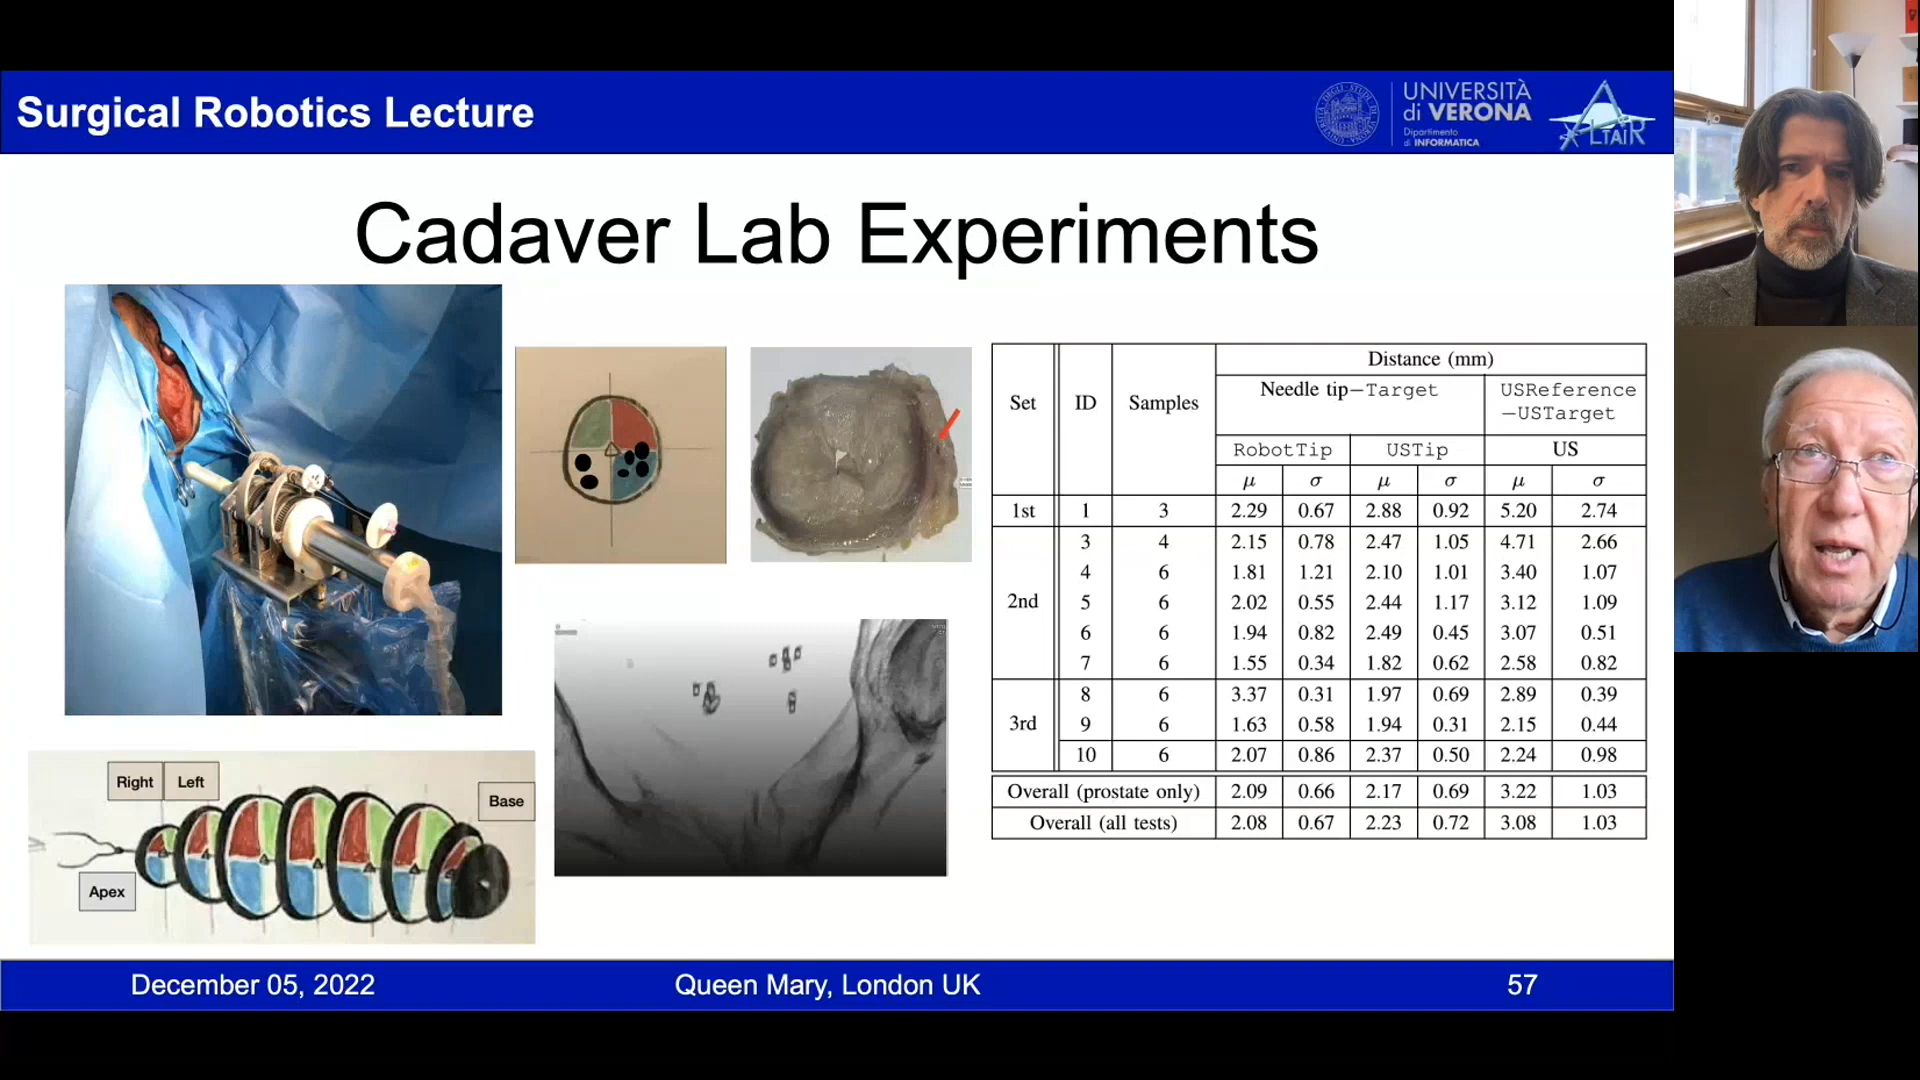 Surgical Robotics Lecture
UNIVERSITÀ
di VERONA
Dipartimento
di INFORMATICA
LTAIR
Cadaver Lab Experiments
Right
Left
Base
Apex
Set ID Samples Distance (mm)
Needle tip−Target USReference
−USTarget
RobotTip USTip US
μ σ μ σ μ σ
1st 1 3 2.29 0.67 2.88 0.92 5.20 2.74
2nd 3 4 2.15 0.78 2.47 1.05 4.71 2.66
4 6 1.81 1.21 2.10 1.01 3.40 1.07
5 6 2.02 0.55 2.44 1.17 3.12 1.09
6 6 1.94 0.82 2.49 0.45 3.07 0.51
7 6 1.55 0.34 1.82 0.62 2.58 0.82
3rd 8 6 3.37 0.31 1.97 0.69 2.89 0.39
9 6 1.63 0.58 1.94 0.31 2.15 0.44
10 6 2.07 0.86 2.37 0.50 2.24 0.98
Overall (prostate only) 2.09 0.66 2.17 0.69 3.22 1.03
Overall (all tests) 2.08 0.67 2.23 0.72 3.08 1.03
December 05, 2022
Queen Mary, London UK
57